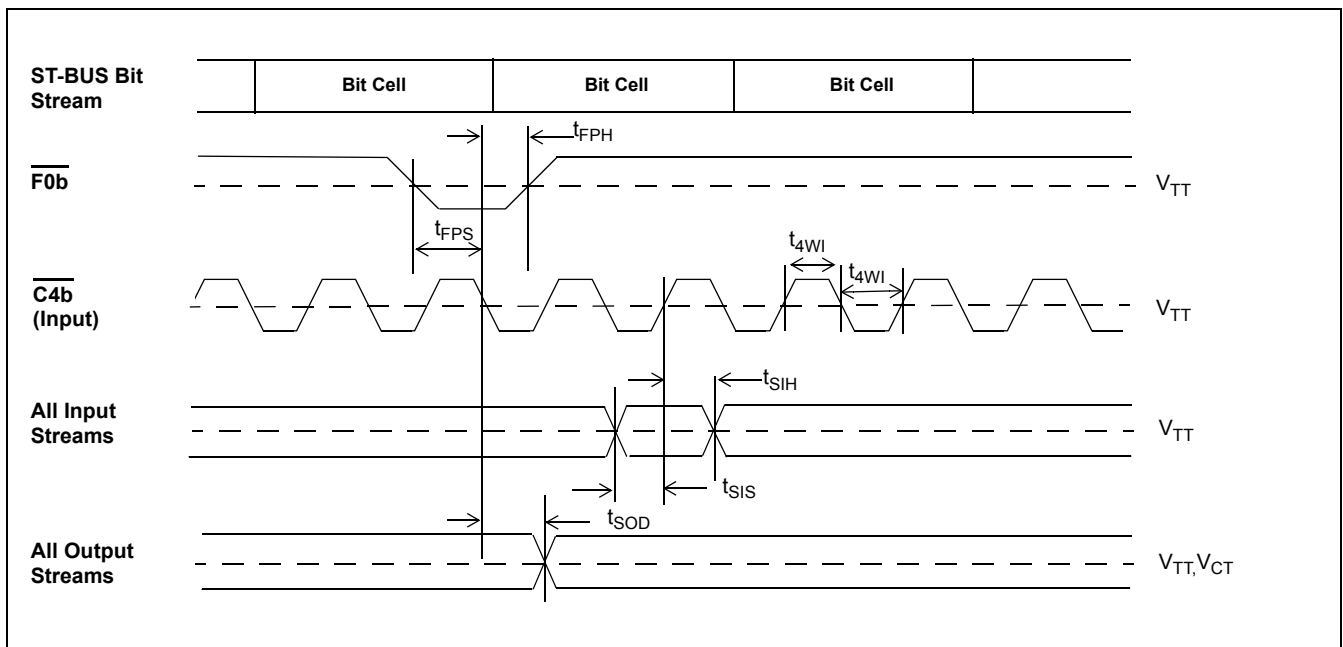 ST-BUS Bit
Stream
Bit Cell
Bit Cell
Bit Cell
tFPH
F0b
VTT
tFPS
t4WI
t4WI
C4b
(Input)
VTT
tSIH
All Input
Streams
VTT
tSIS
tSOD
All Output
Streams
VTT,VCT